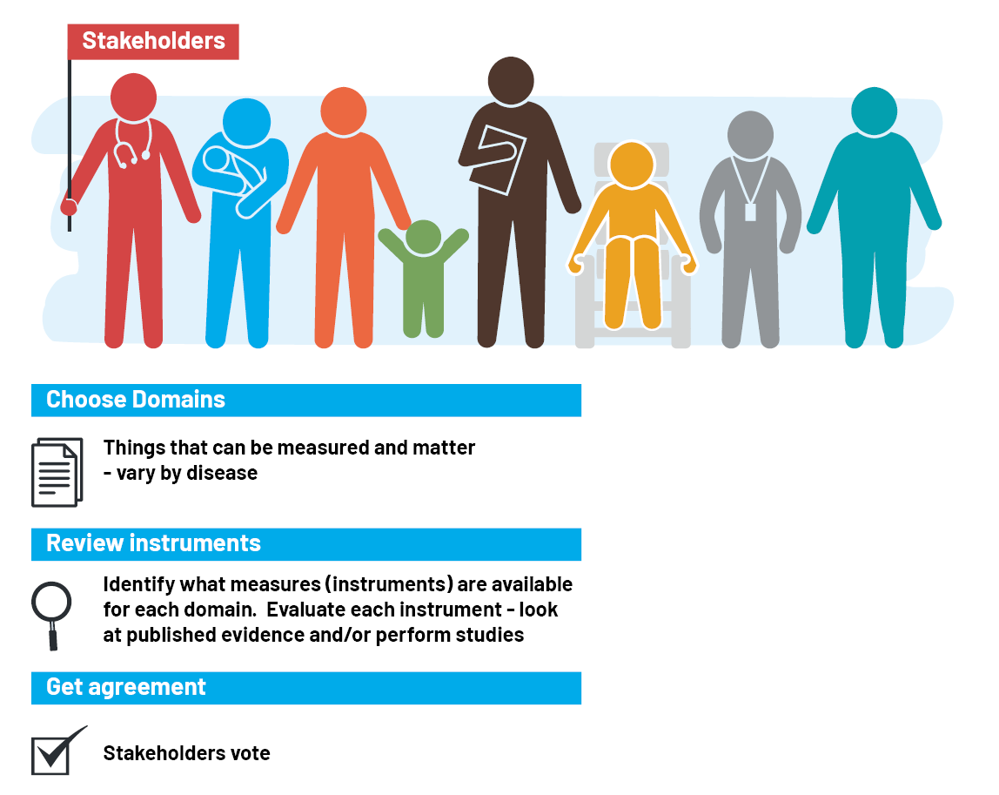 Stakeholders
Choose Domains
Things that can be measured and matter
- vary by disease
Review instruments
Identify what measures (instruments) are available
for each domain.  Evaluate each instrument - look
at published evidence and/or perform studies
Get agreement
Stakeholders vote